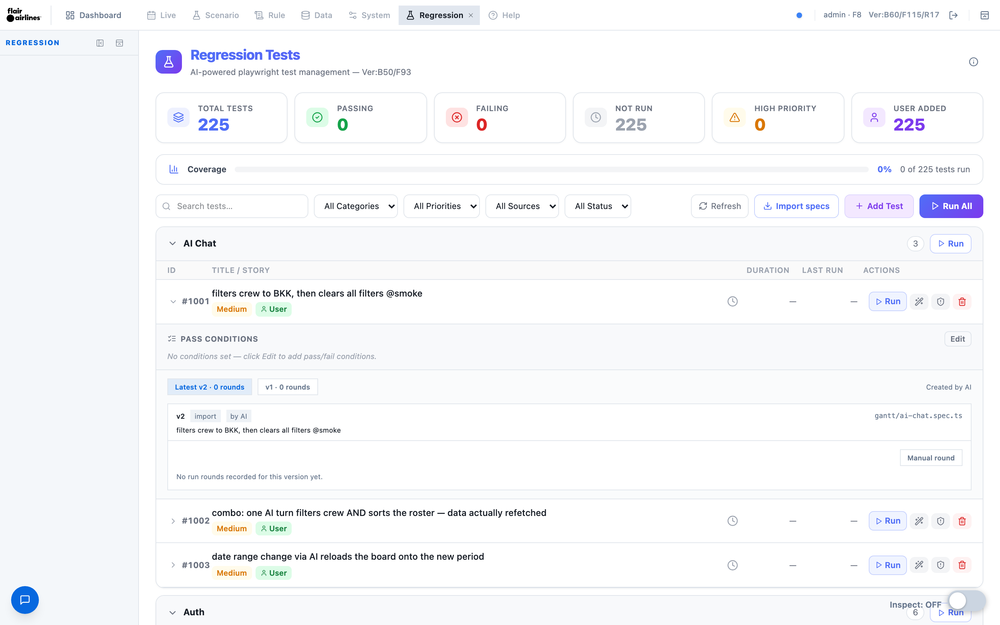 flair
airlines
Dashboard
Live
Scenario
Rule
Data
System
Regression
Help
admin · F8
Ver:B60/F115/R17
REGRESSION
Regression Tests
AI-powered playwright test management — Ver:B50/F93
TOTAL TESTS
225
PASSING
0
FAILING
0
NOT RUN
225
HIGH PRIORITY
0
USER ADDED
225
Coverage
0%
0 of 225 tests run
Search tests...
All Categories
All Priorities
All Sources
All Status
Refresh
Import specs
+ Add Test
Run All
AI Chat
3
Run
ID
TITLE / STORY
DURATION
LAST RUN
ACTIONS
#1001
filters crew to BKK, then clears all filters @smoke
Medium
User
—
—
Run
PASS CONDITIONS
Edit
No conditions set — click Edit to add pass/fail conditions.
Latest v2 · 0 rounds
v1 · 0 rounds
Created by AI
v2
import
by AI
gantt/ai-chat.spec.ts
filters crew to BKK, then clears all filters @smoke
Manual round
No run rounds recorded for this version yet.
#1002
combo: one AI turn filters crew AND sorts the roster — data actually refetched
Medium
User
—
—
Run
#1003
date range change via AI reloads the board onto the new period
Medium
User
—
—
Run
Auth
Inspect: OFF
6
Run